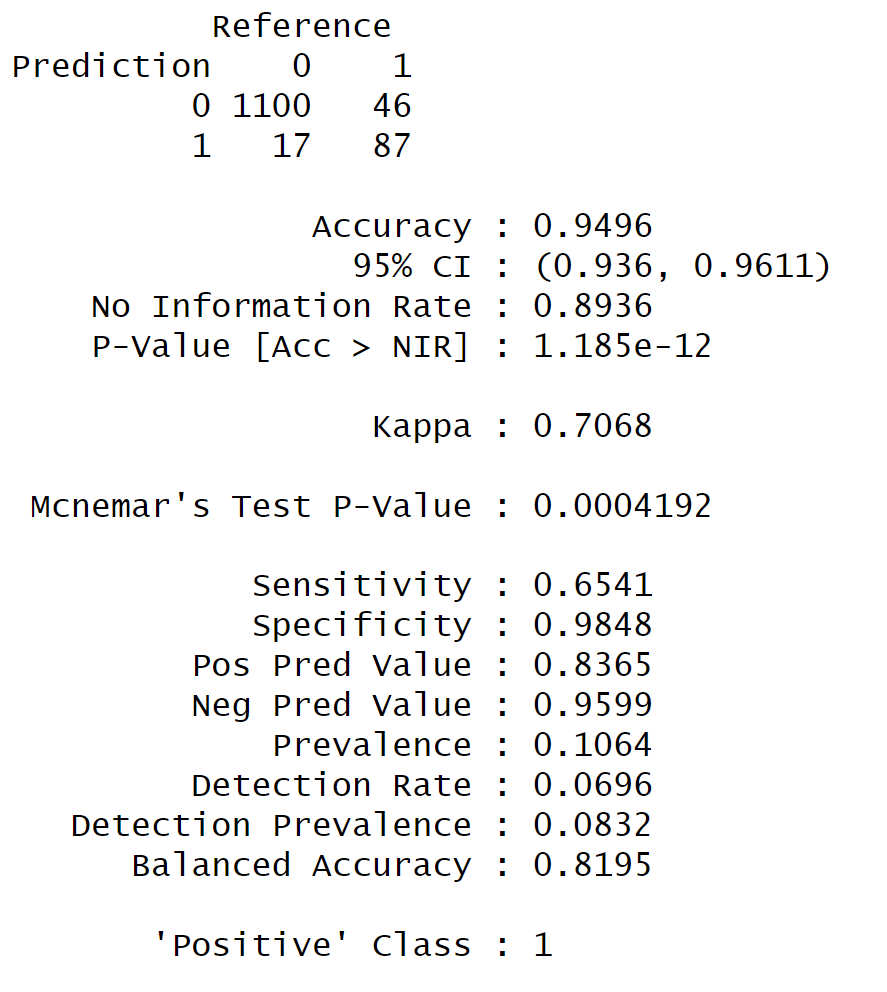 Reference
Prediction 0 1
0 1100 46
1 17 87
Accuracy : 0.9496
95% CI : (0.936, 0.9611)
No Information Rate : 0.8936
P-Value [Acc > NIR] : 1.185e-12
Kappa : 0.7068
Mcnemar's Test P-Value : 0.0004192
Sensitivity : 0.6541
Specificity : 0.9848
Pos Pred Value : 0.8365
Neg Pred Value : 0.9599
Prevalence : 0.1064
Detection Rate : 0.0696
Detection Prevalence : 0.0832
Balanced Accuracy : 0.8195
'Positive' Class : 1